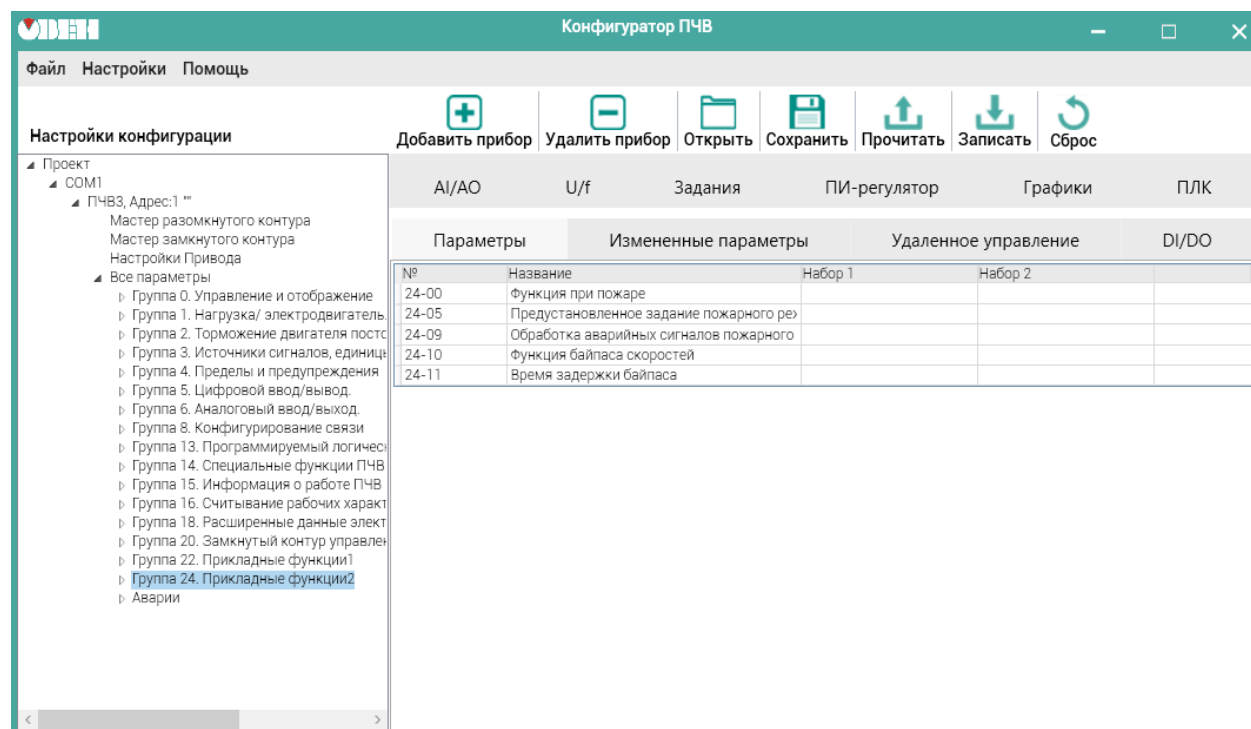 ОВЕН
Конфигуратор ПЧВ
Файл Настройки Помощь
Настройки конфигурации
Добавить прибор Удалить прибор Открыть Сохранить Прочитать Записать Сброс
Проект
COM1
ПЧВ3, Адрес:1 ""
Мастер разомкнутого контура
Мастер замкнутого контура
Настройки Привода
Все параметры
Группа 0. Управление и отображение
Группа 1. Нагрузка/ электродвигатель.
Группа 2. Торможение двигателя постс
Группа 3. Источники сигналов, единиць
Группа 4. Пределы и предупреждения
Группа 5. Цифровой ввод/вывод.
Группа 6. Аналоговый ввод/выход.
Группа 8. Конфигурирование связи
Группа 13. Программируемый логичес
Группа 14. Специальные функции ПЧВ
Группа 15. Информация о работе ПЧВ
Группа 16. Считывание рабочих характ
Группа 18. Расширенные данные элект
Группа 20. Замкнутый контур управле
Группа 22. Прикладные функции1
Группа 24. Прикладные функции2
Аварии
AI/AO U/f Задания ПИ-регулятор Графики ПЛК
Параметры Измененные параметры Удаленное управление DI/DO
№ Название Набор 1 Набор 2
24-00 Функция при пожаре
24-05 Предустановленное задание пожарного реж
24-09 Обработка аварийных сигналов пожарного
24-10 Функция байпаса скоростей
24-11 Время задержки байпаса